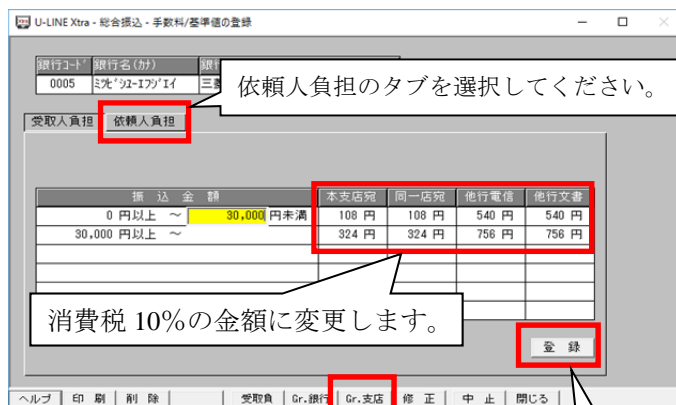 U-LINE Xtra - 総合振込 - 手数料/基準値の登録
銀行ｺｰﾄﾞ 銀行名(ｶﾅ)
0005 ﾐﾂﾋﾞｼﾕｰｴﾌｼﾞｴｲ 三菱
依頼人負担のタブを選択してください。
受取人負担 依頼人負担
振 込 金 額 本支店宛 同一店宛 他行電信 他行文書
0 円以上 ～ 30,000 円未満 108 円 108 円 540 円 540 円
30,000 円以上 ～ 324 円 324 円 756 円 756 円
消費税 10%の金額に変更します。
登 録
ヘルプ 印 刷 削 除 受取負 Gr.銀行 Gr.支店 修 正 中 止 閉じる